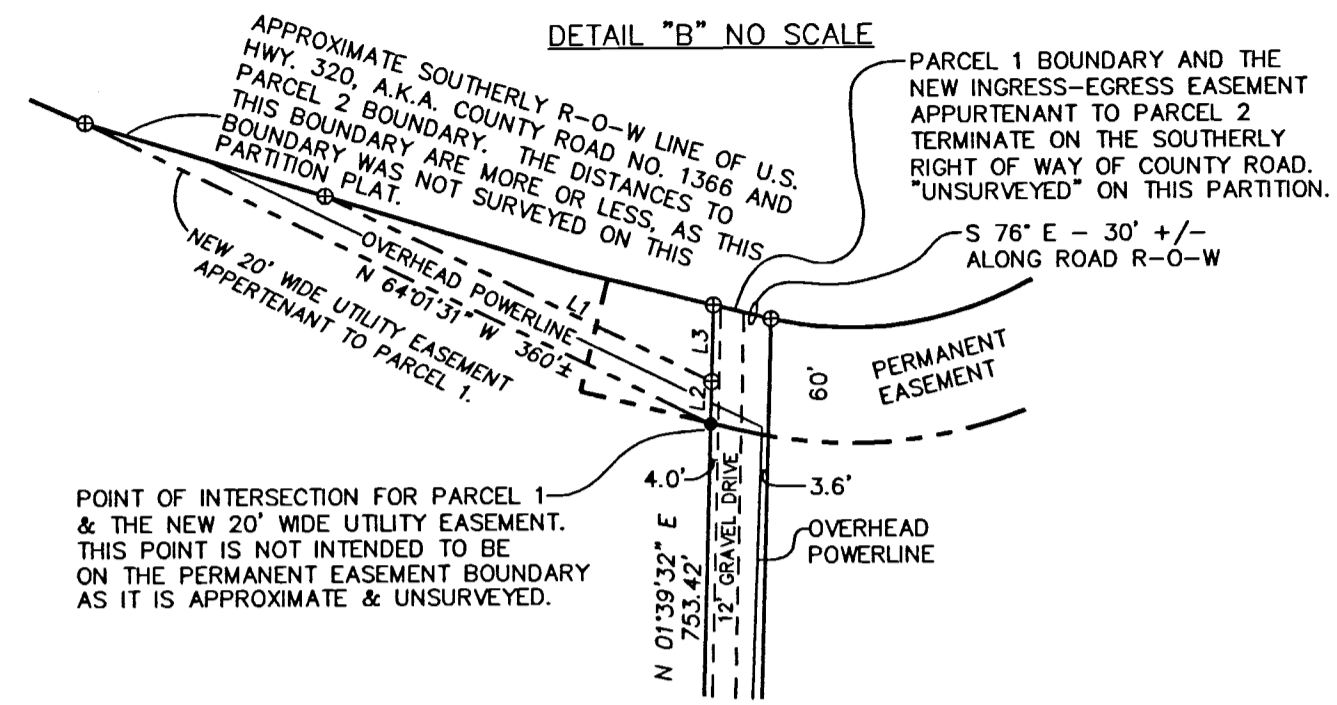 DETAIL "B" NO SCALE
APPROXIMATE SOUTHERLY R-O-W LINE OF U.S.
HWY. 320, A.K.A. COUNTY ROAD NO. 1366 AND
PARCEL 2 BOUNDARY. THE DISTANCES TO
THIS BOUNDARY ARE MORE OR LESS, AS THIS
BOUNDARY WAS NOT SURVEYED ON THIS
PARTITION PLAT.
PARCEL 1 BOUNDARY AND THE
NEW INGRESS-EGRESS EASEMENT
APPURTENANT TO PARCEL 2
TERMINATE ON THE SOUTHERLY
RIGHT OF WAY OF COUNTY ROAD.
"UNSURVEYED" ON THIS PARTITION.
S 76° E - 30' +/-
ALONG ROAD R-O-W
OVERHEAD POWERLINE
L1
N 64°01'31" W 360'±
NEW 20' WIDE UTILITY EASEMENT
APPERTENANT TO PARCEL 1.
L3
L2
60'
PERMANENT
EASEMENT
4.0'
3.6'
POINT OF INTERSECTION FOR PARCEL 1
& THE NEW 20' WIDE UTILITY EASEMENT.
THIS POINT IS NOT INTENDED TO BE
ON THE PERMANENT EASEMENT BOUNDARY
AS IT IS APPROXIMATE & UNSURVEYED.
N 01°39'32" E
753.42'
12' GRAVEL DRIVE
OVERHEAD
POWERLINE